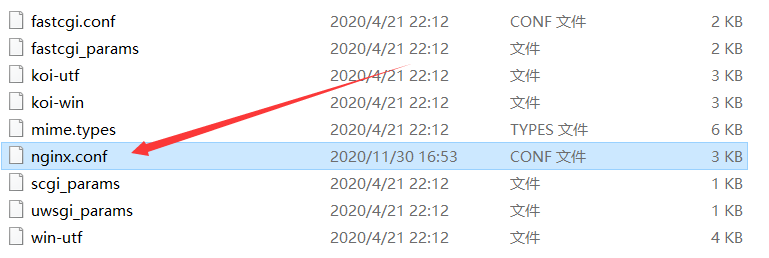 fastcgi.conf 2020/4/21 22:12 CONF 文件 2 KB
fastcgi_params 2020/4/21 22:12 文件 2 KB
koi-utf 2020/4/21 22:12 文件 3 KB
koi-win 2020/4/21 22:12 文件 3 KB
mime.types 2020/4/21 22:12 TYPES 文件 6 KB
nginx.conf 2020/11/30 16:53 CONF 文件 3 KB
scgi_params 2020/4/21 22:12 文件 1 KB
uwsgi_params 2020/4/21 22:12 文件 1 KB
win-utf 2020/4/21 22:12 文件 4 KB